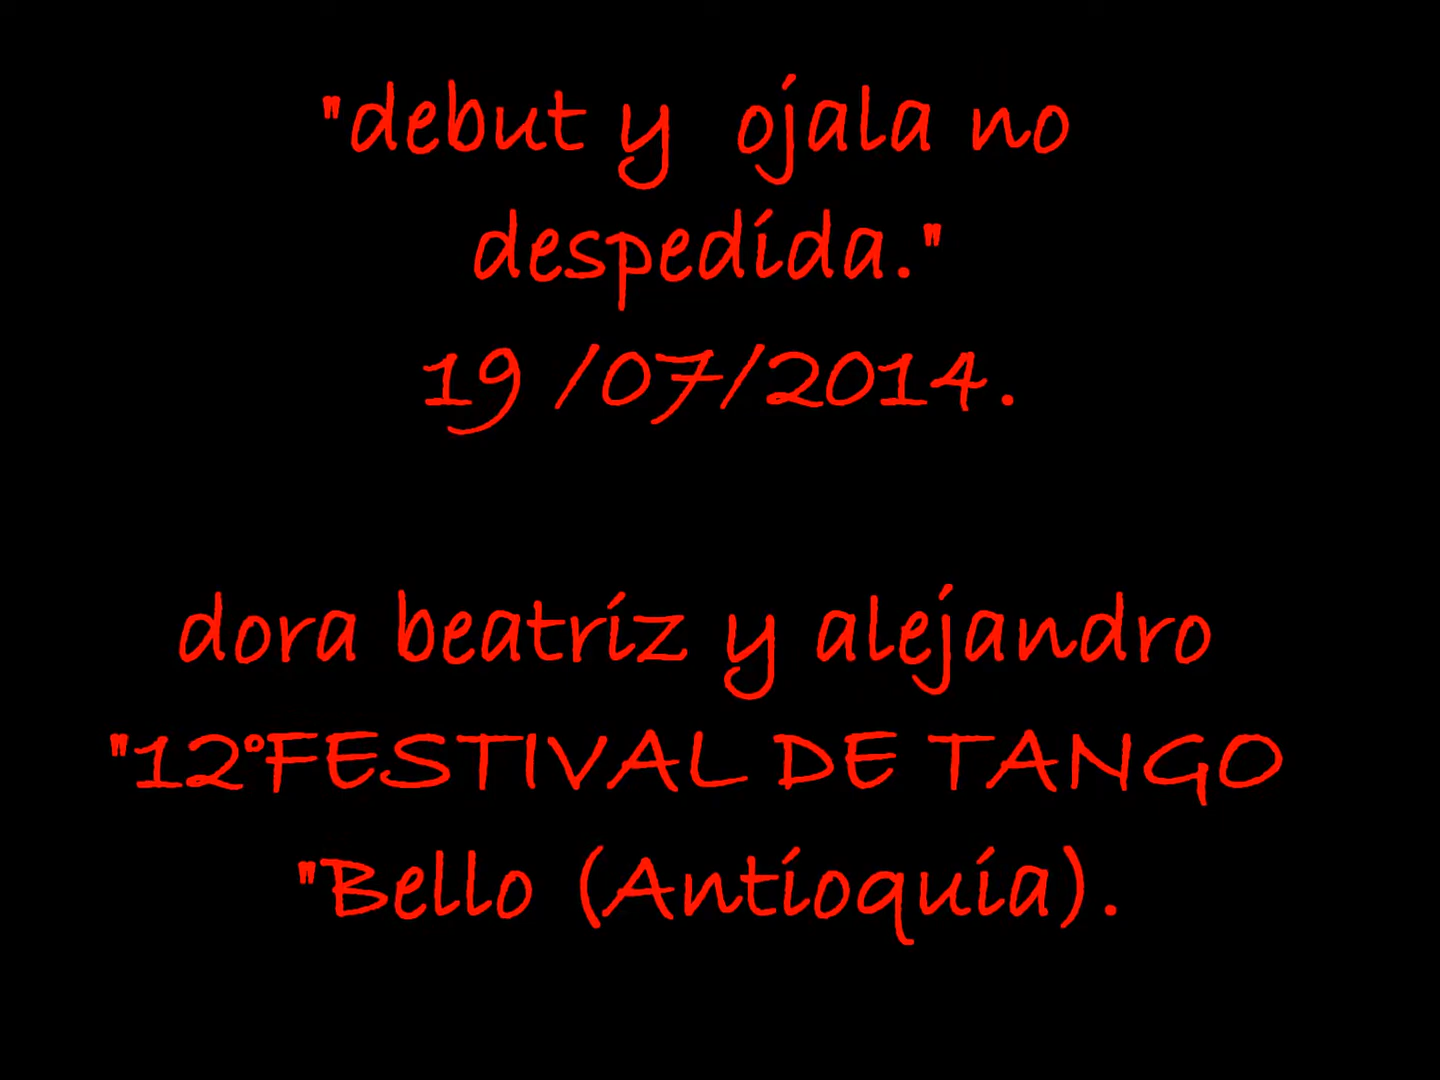 "debut y  ojala no
despedida."
19 /07/2014.
dora beatriz y alejandro
"12°FESTIVAL DE TANGO
"Bello (Antioquia).